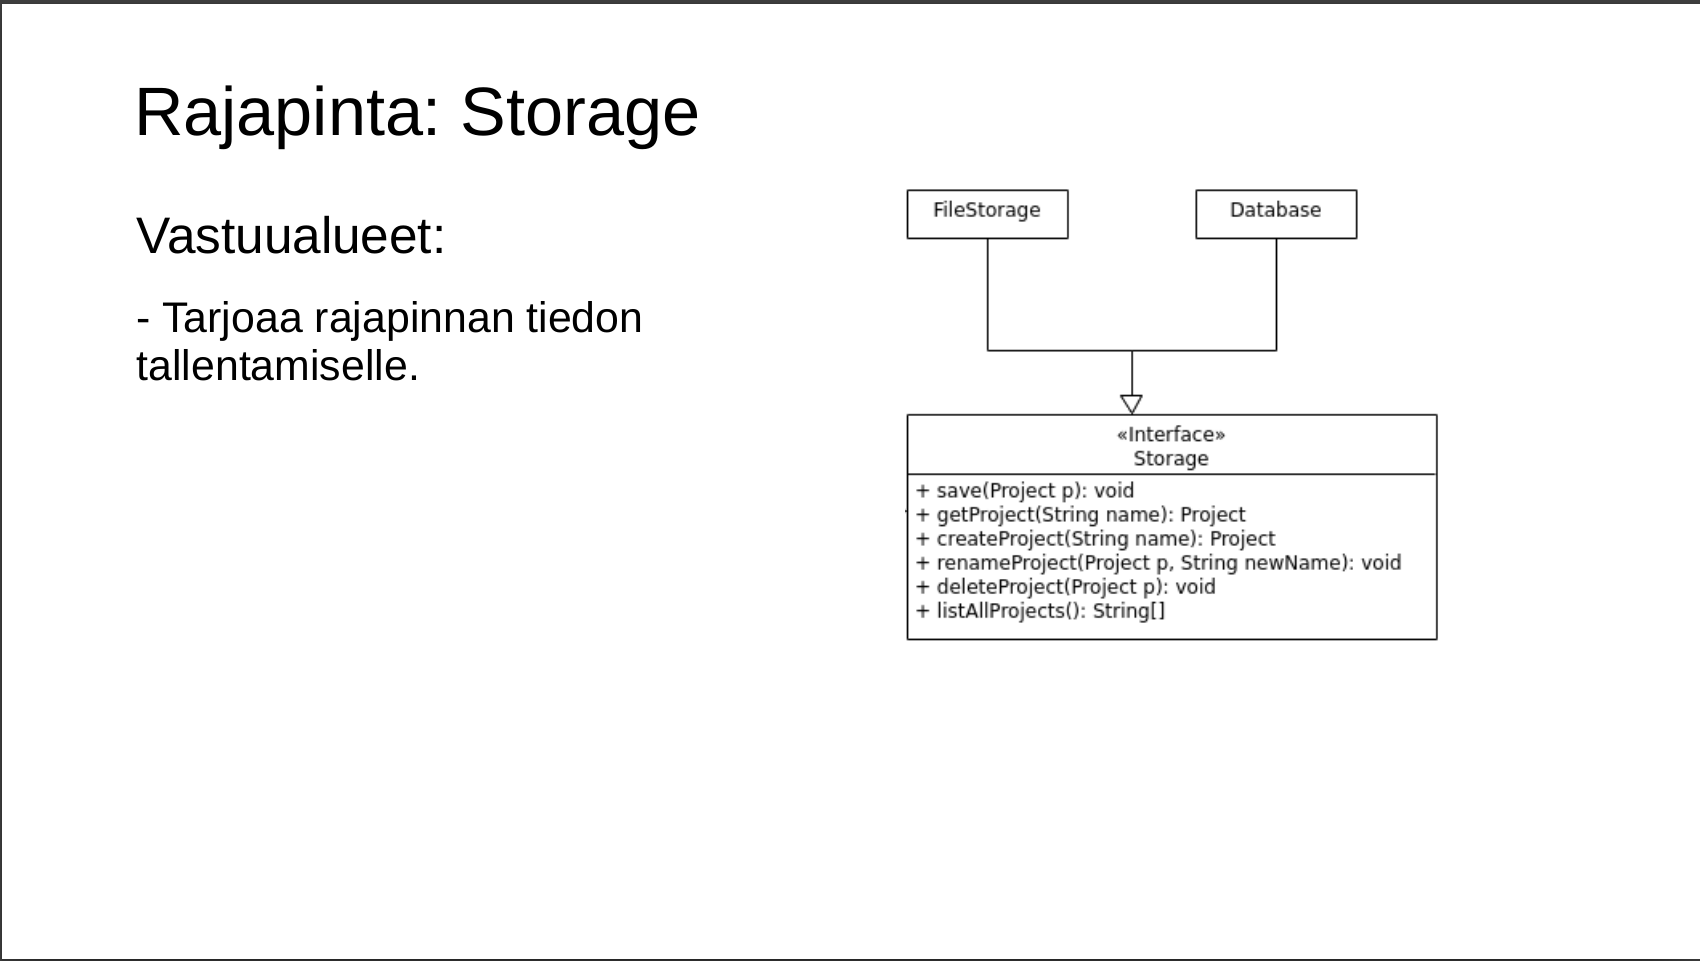 Rajapinta: Storage
Vastuualueet:
- Tarjoaa rajapinnan tiedon
tallentamiselle.
FileStorage
Database
«Interface»
Storage
+ save(Project p): void
+ getProject(String name): Project
+ createProject(String name): Project
+ renameProject(Project p, String newName): void
+ deleteProject(Project p): void
+ listAllProjects(): String[]